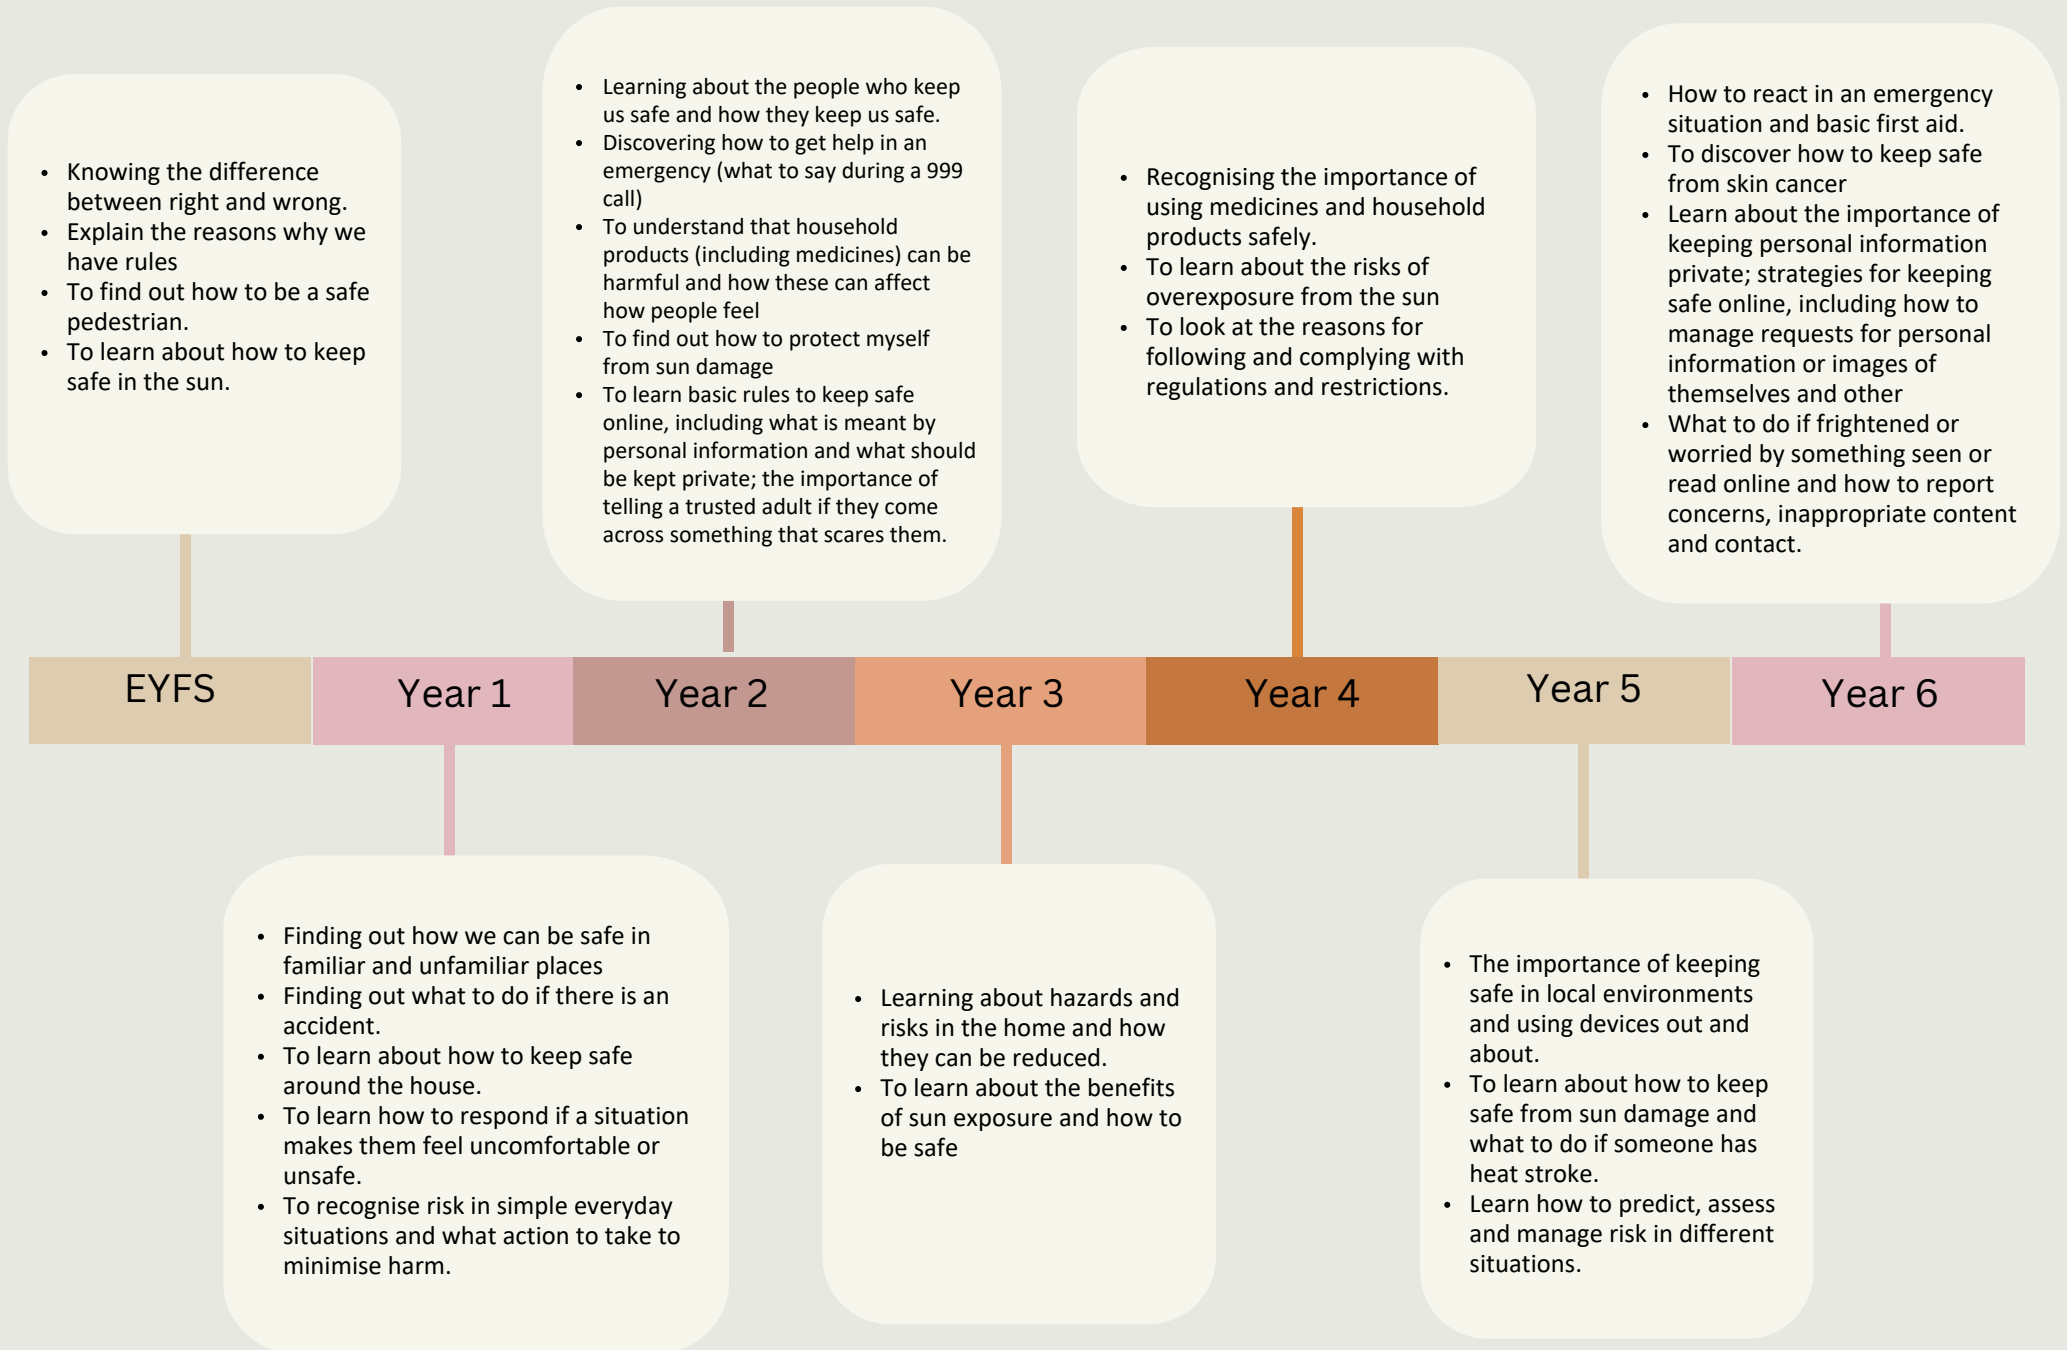 • Knowing the difference
between right and wrong.
• Explain the reasons why we
have rules
• To find out how to be a safe
pedestrian.
• To learn about how to keep
safe in the sun.
• Learning about the people who keep
us safe and how they keep us safe.
• Discovering how to get help in an
emergency (what to say during a 999
call)
• To understand that household
products (including medicines) can be
harmful and how these can affect
how people feel
• To find out how to protect myself
from sun damage
• To learn basic rules to keep safe
online, including what is meant by
personal information and what should
be kept private; the importance of
telling a trusted adult if they come
across something that scares them.
• Recognising the importance of
using medicines and household
products safely.
• To learn about the risks of
overexposure from the sun
• To look at the reasons for
following and complying with
regulations and restrictions.
• How to react in an emergency
situation and basic first aid.
• To discover how to keep safe
from skin cancer
• Learn about the importance of
keeping personal information
private; strategies for keeping
safe online, including how to
manage requests for personal
information or images of
themselves and other
• What to do if frightened or
worried by something seen or
read online and how to report
concerns, inappropriate content
and contact.
EYFS
Year 1
Year 2
Year 3
Year 4
Year 5
Year 6
• Finding out how we can be safe in
familiar and unfamiliar places
• Finding out what to do if there is an
accident.
• To learn about how to keep safe
around the house.
• To learn how to respond if a situation
makes them feel uncomfortable or
unsafe.
• To recognise risk in simple everyday
situations and what action to take to
minimise harm.
• Learning about hazards and
risks in the home and how
they can be reduced.
• To learn about the benefits
of sun exposure and how to
be safe
• The importance of keeping
safe in local environments
and using devices out and
about.
• To learn about how to keep
safe from sun damage and
what to do if someone has
heat stroke.
• Learn how to predict, assess
and manage risk in different
situations.